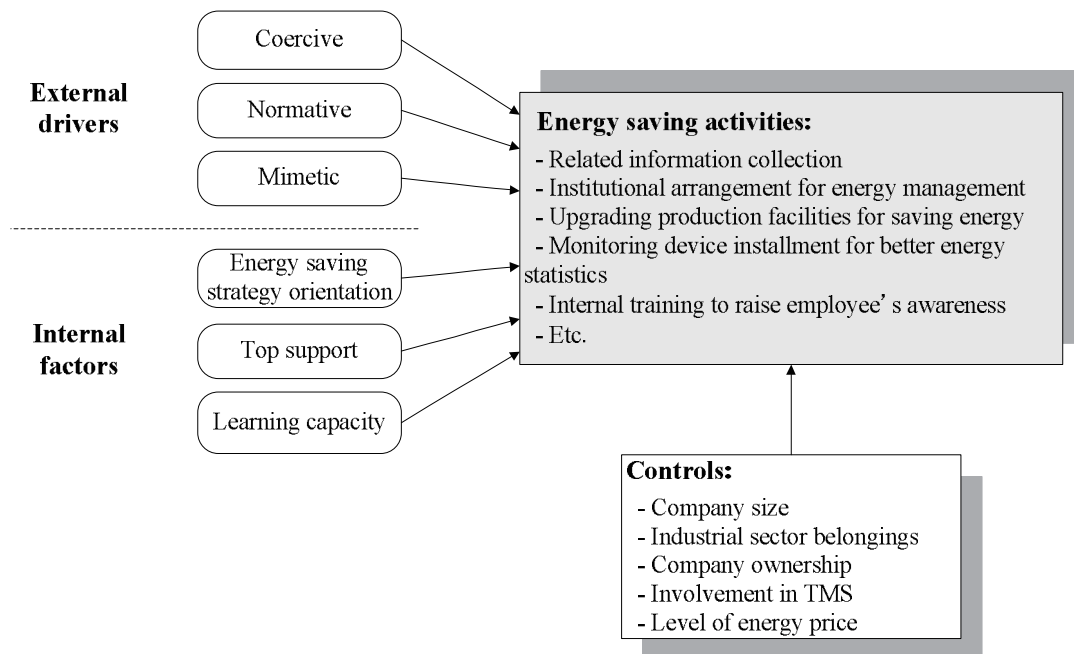 External
drivers
Coercive
Normative
Mimetic
Internal
factors
Energy saving
strategy orientation
Top support
Learning capacity
Energy saving activities:
- Related information collection
- Institutional arrangement for energy management
- Upgrading production facilities for saving energy
- Monitoring device installment for better energy
statistics
- Internal training to raise employee’ s awareness
- Etc.
Controls:
- Company size
- Industrial sector belongings
- Company ownership
- Involvement in TMS
- Level of energy price